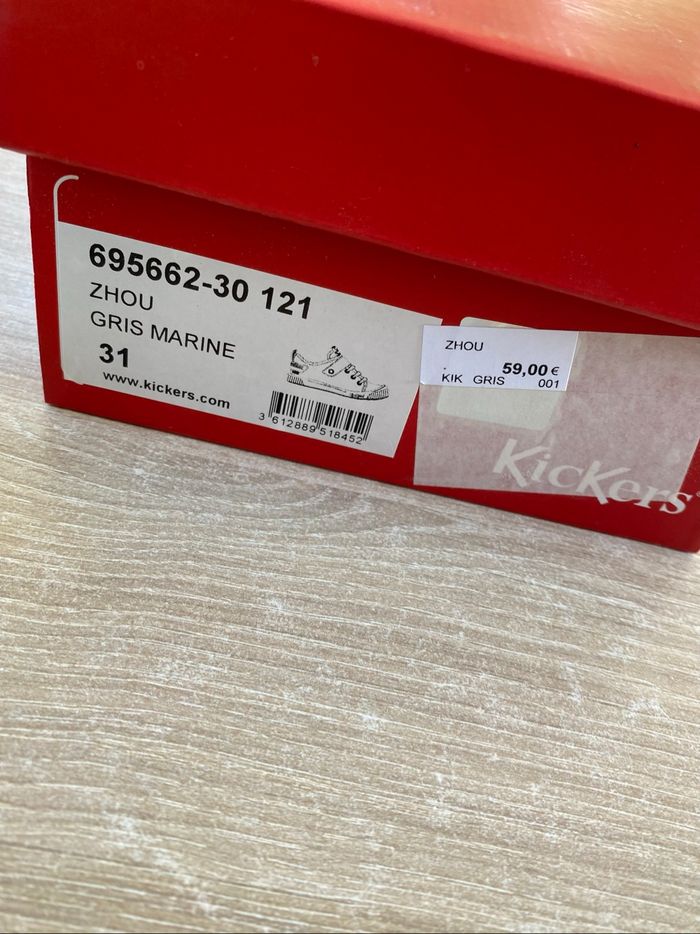 695662-30 121
ZHOU
GRIS MARINE
31
www.kickers.com
3 612889 518452
ZHOU
59,00 €
KIK GRIS 001
KicKers